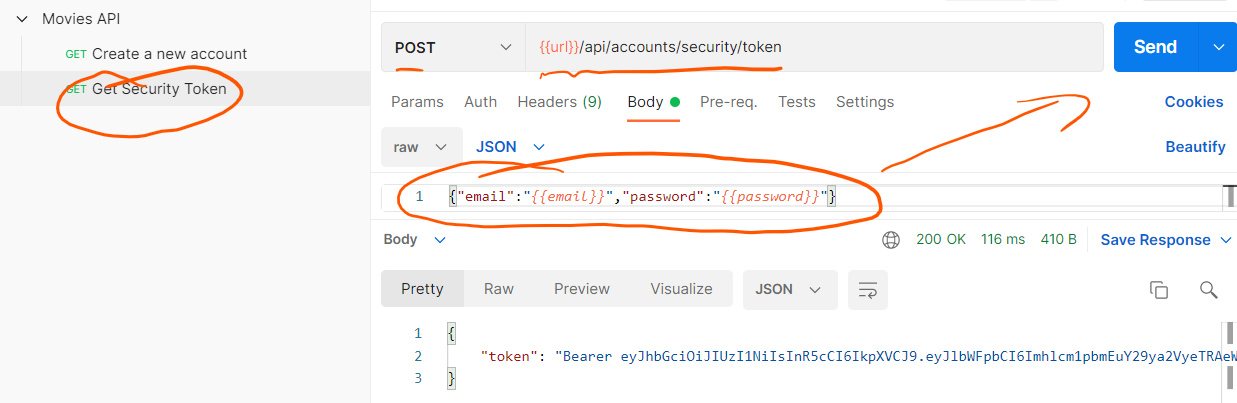 Movies API
GET Create a new account
GET Get Security Token
POST {{url}}/api/accounts/security/token Send
Params Auth Headers (9) Body Pre-req. Tests Settings Cookies
raw JSON Beautify
1 {"email":"{{email}}","password":"{{password}}"}
Body 200 OK 116 ms 410 B Save Response
Pretty Raw Preview Visualize JSON
1 {
2 "token": "Bearer eyJhbGciOiJIUzI1NiIsInR5cCI6IkpXVCJ9.eyJlbWFpbCI6Imhlcm1pbmEuY29ya2VyeTRAeW
3 }